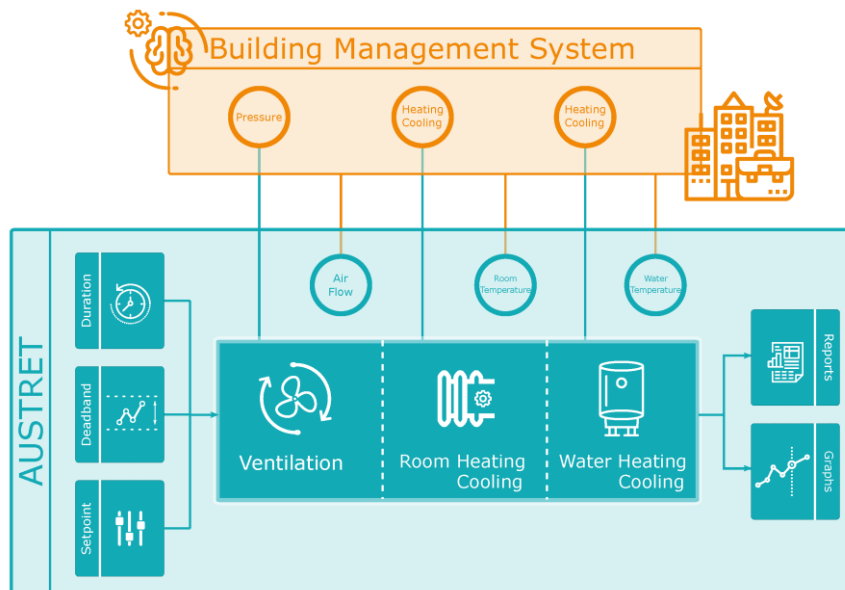 Building Management System
Pressure
Heating
Cooling
Heating
Cooling
Air
Flow
Room
Temperature
Water
Temperature
AUSTRET
Duration
Deadband
Setpoint
Ventilation
Room Heating
Cooling
Water Heating
Cooling
Reports
Graphs